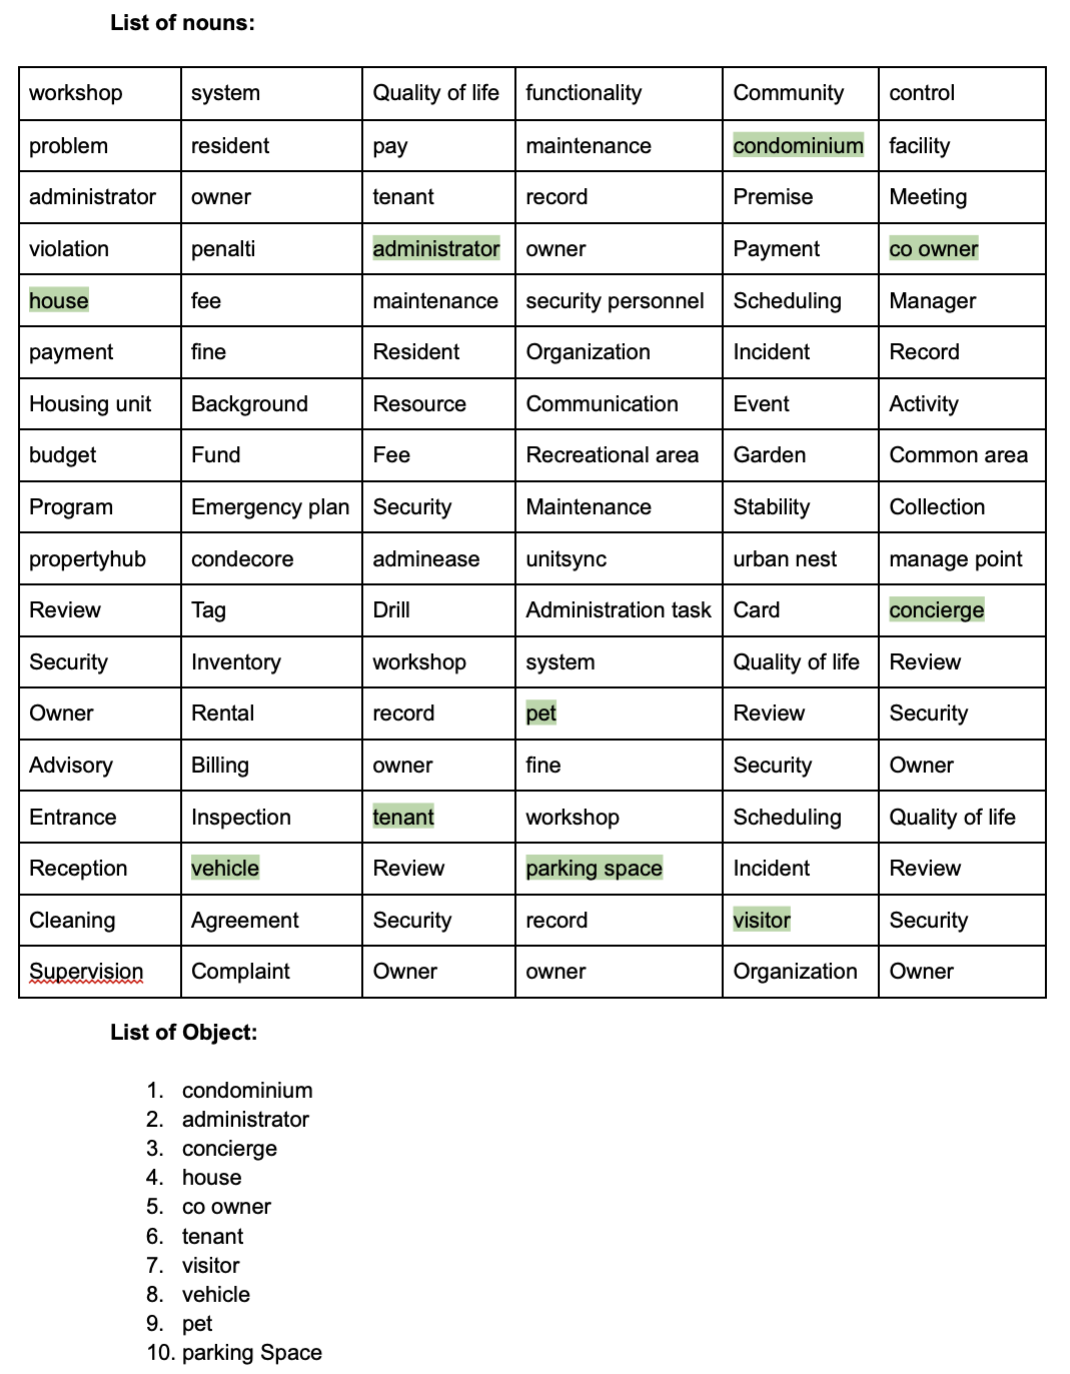 List of nouns:
workshop system Quality of life functionality Community control
problem resident pay maintenance condominium facility
administrator owner tenant record Premise Meeting
violation penalti administrator owner Payment co owner
house fee maintenance security personnel Scheduling Manager
payment fine Resident Organization Incident Record
Housing unit Background Resource Communication Event Activity
budget Fund Fee Recreational area Garden Common area
Program Emergency plan Security Maintenance Stability Collection
propertyhub condecore adminease unitsync urban nest manage point
Review Tag Drill Administration task Card concierge
Security Inventory workshop system Quality of life Review
Owner Rental record pet Review Security
Advisory Billing owner fine Security Owner
Entrance Inspection tenant workshop Scheduling Quality of life
Reception vehicle Review parking space Incident Review
Cleaning Agreement Security record visitor Security
Supervision Complaint Owner owner Organization Owner
List of Object:
1. condominium
2. administrator
3. concierge
4. house
5. co owner
6. tenant
7. visitor
8. vehicle
9. pet
10. parking Space